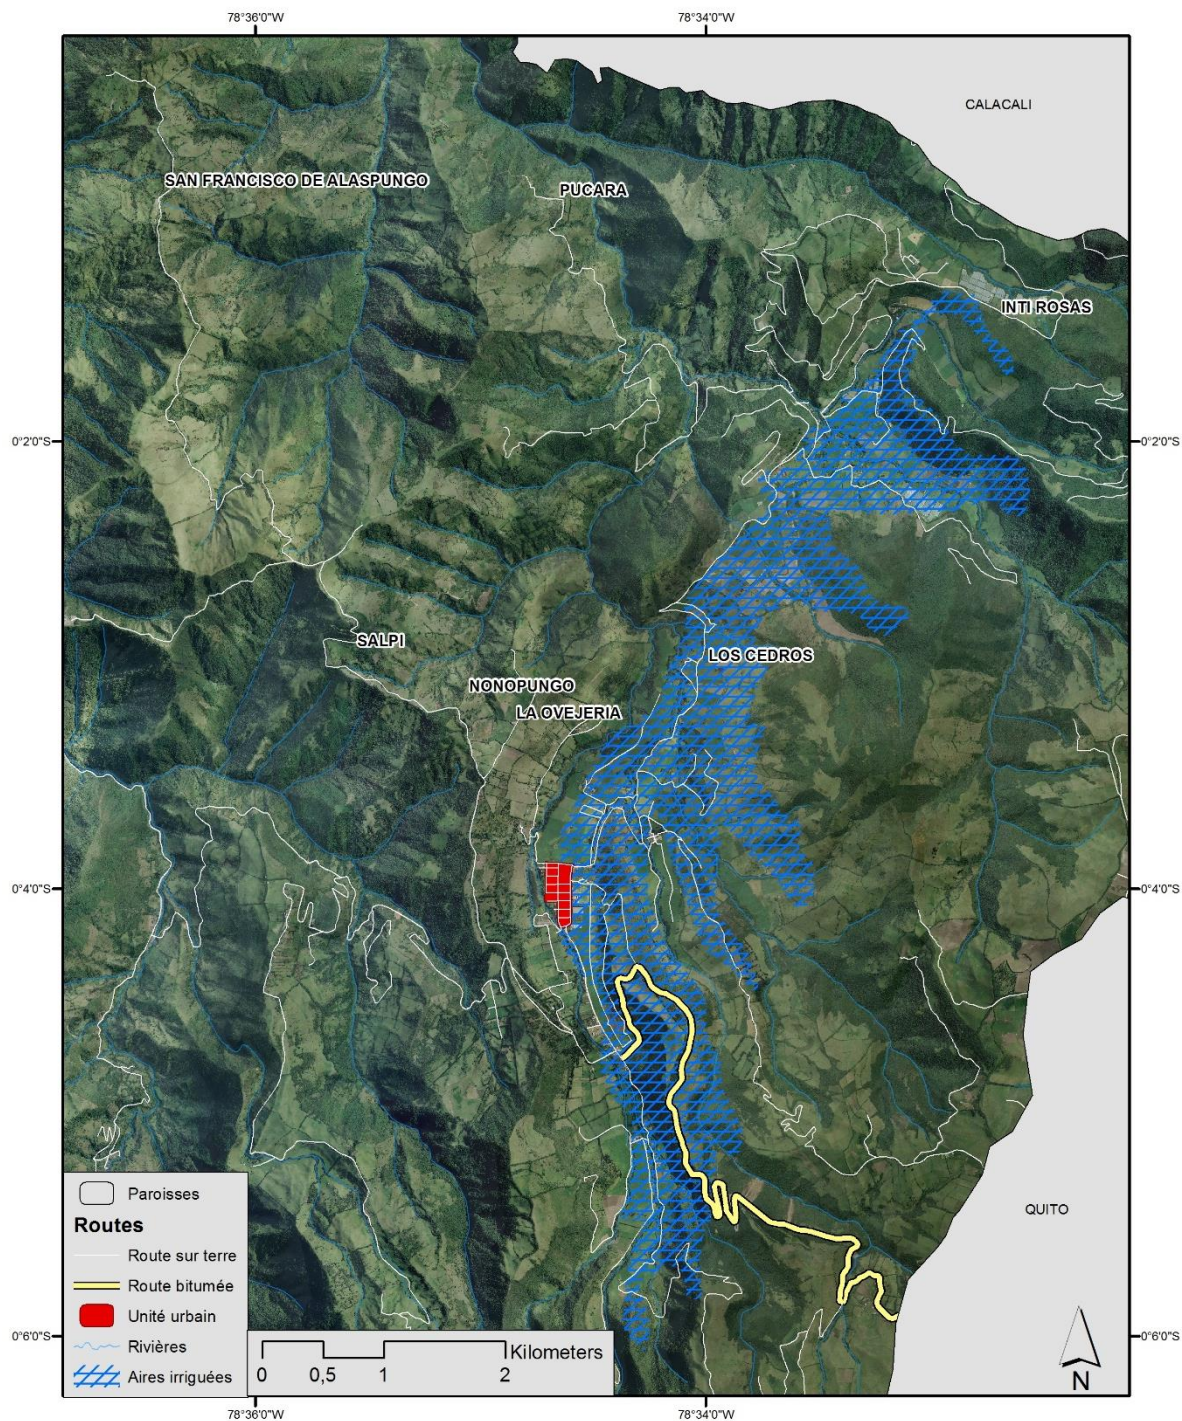 78°36'0"W
78°34'0"W
CALACALI
SAN FRANCISCO DE ALASPUNGO
PUCARA
INTI ROSAS
0°2'0"S
0°2'0"S
SALPI
LOS CEDROS
NONOPUNGO
LA OVEJERIA
0°4'0"S
0°4'0"S
QUITO
Paroisses
Routes
Route sur terre
Route bitumée
Unité urbain
Rivières
Aires irriguées
0°6'0"S
0°6'0"S
Kilometers
0 0,5 1 2
N
78°36'0"W
78°34'0"W